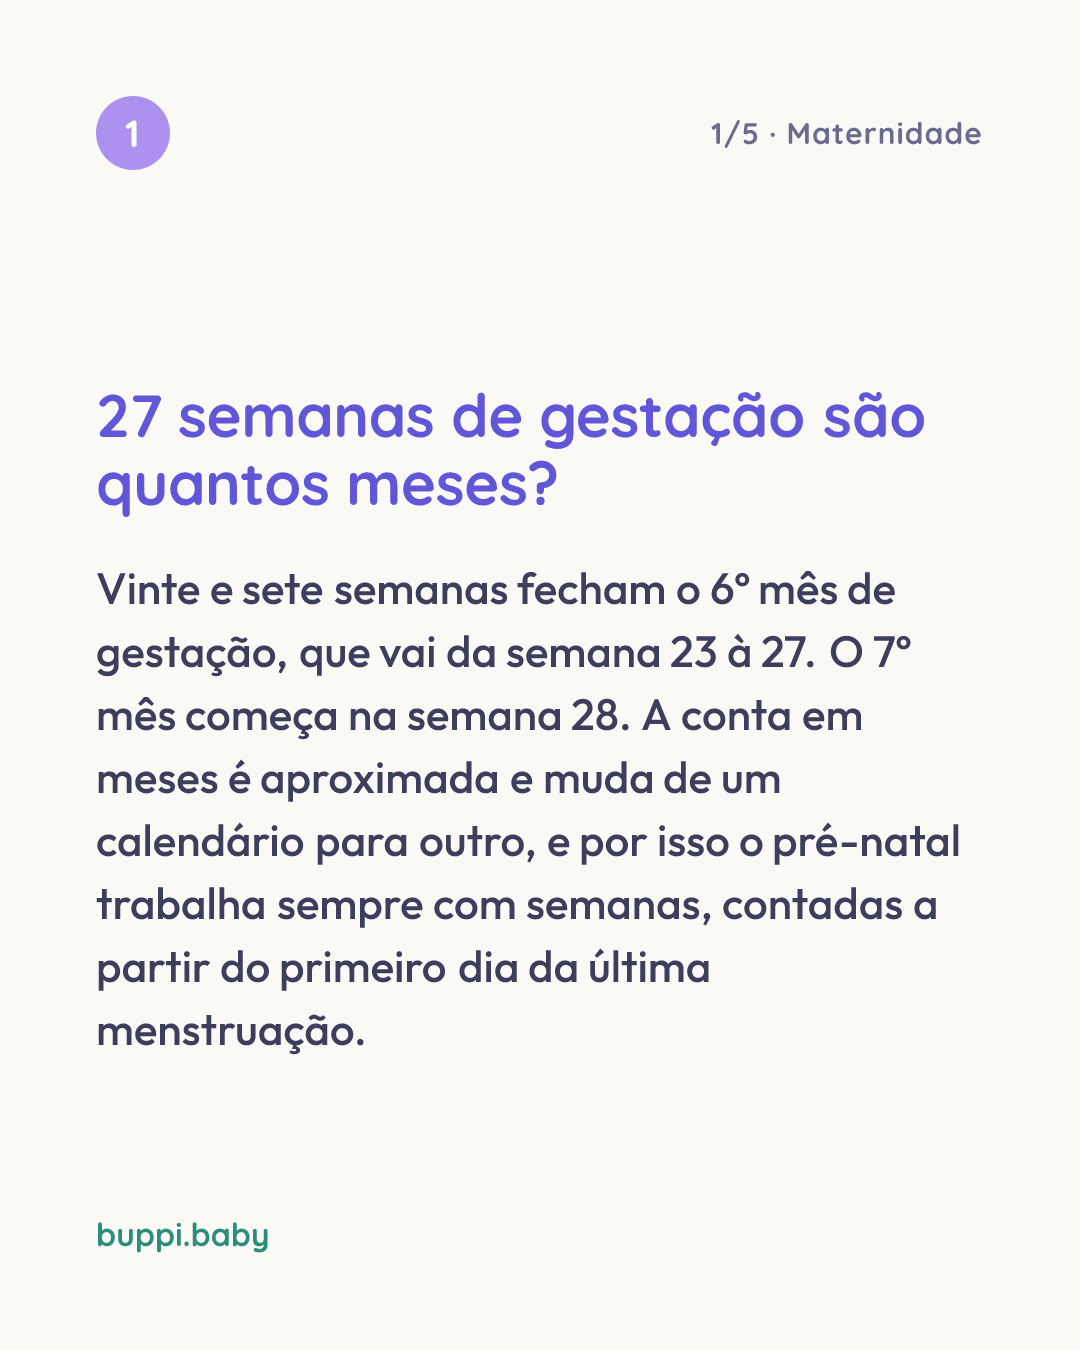 1
1/5 · Maternidade
27 semanas de gestação são
quantos meses?
Vinte e sete semanas fecham o 6º mês de
gestação, que vai da semana 23 à 27. O 7º
mês começa na semana 28. A conta em
meses é aproximada e muda de um
calendário para outro, e por isso o pré-natal
trabalha sempre com semanas, contadas a
partir do primeiro dia da última
menstruação.
buppi.baby